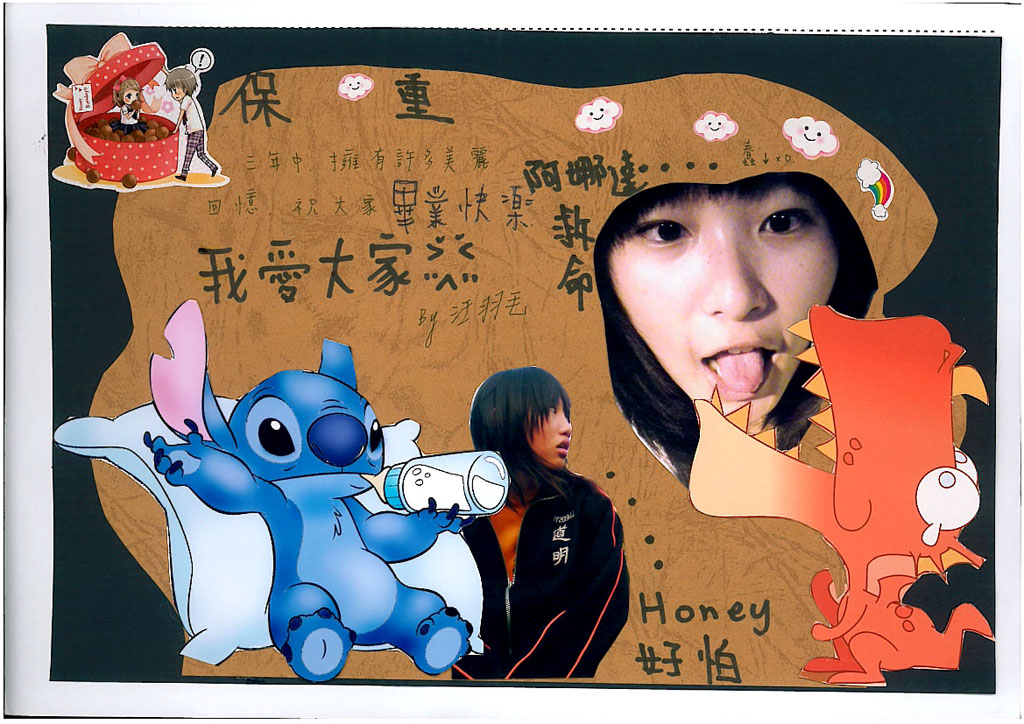 保 重
三年中 擁有許多美麗
回憶，祝大家 畢業快樂
我愛大家
By 汪羽毛
阿娜達‥‥
救命
道明
Honey
好怕